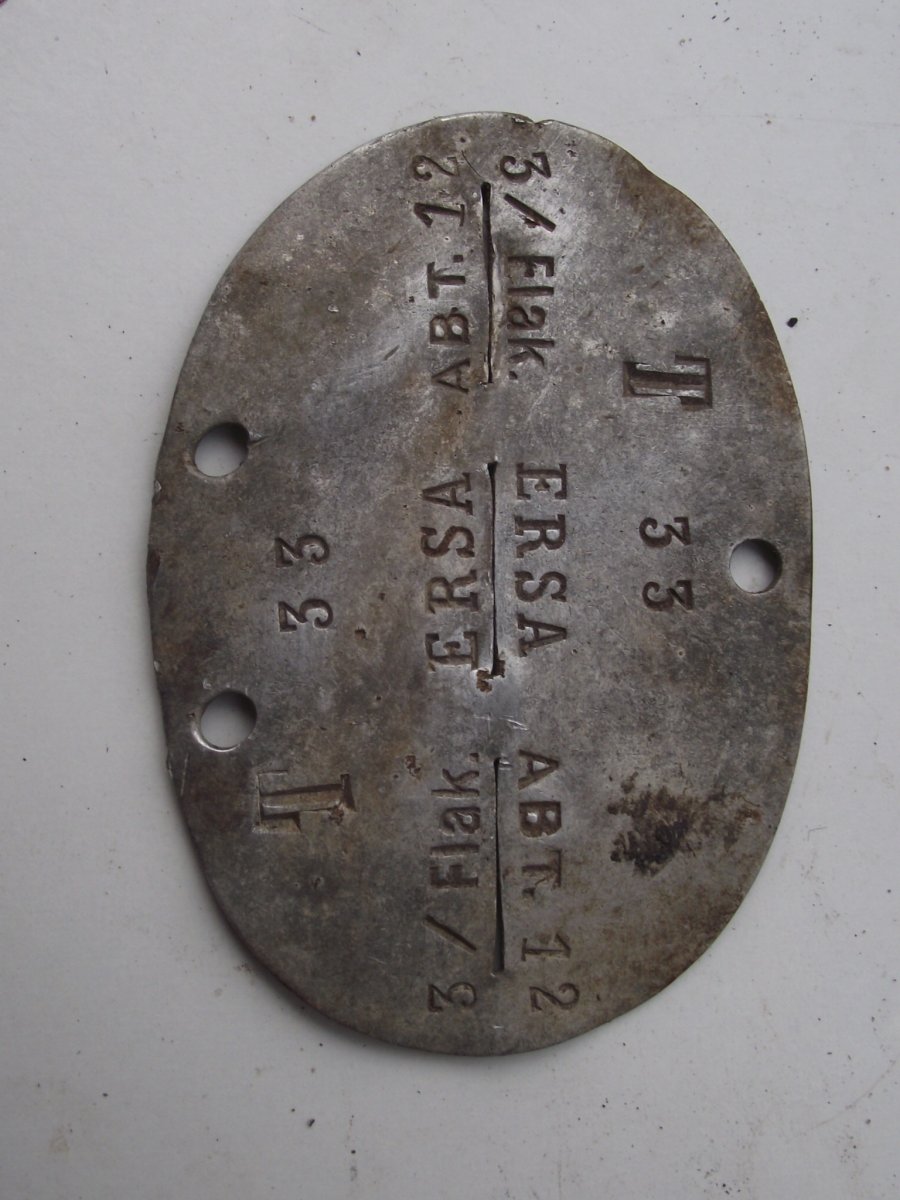 II 33
3/Flak. ERSA ABT. 12
II 33
3/Flak. ERSA ABT. 12